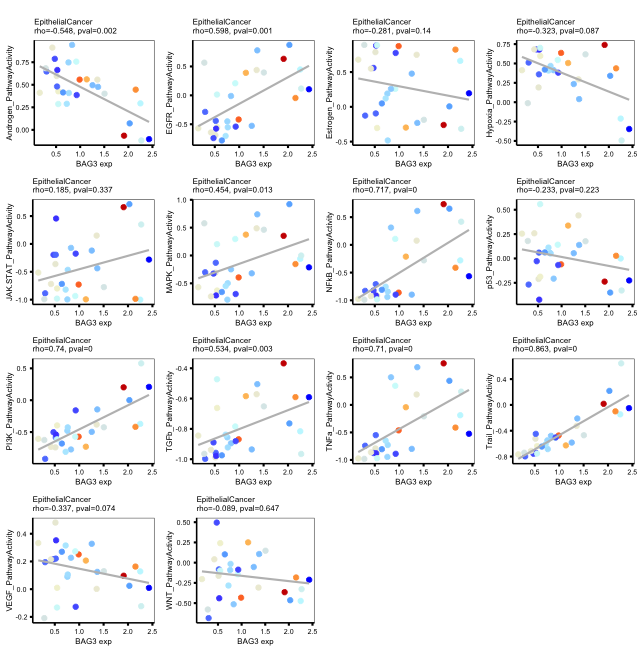 EpithelialCancer
rho=-0.548, pval=0.002
Androgen_PathwayActivity
0.75
0.50
0.25
0.00
0.5 1.0 1.5 2.0 2.5
BAG3 exp
EpithelialCancer
rho=0.598, pval=0.001
EGFR_PathwayActivity
0.5
0.0
-0.5
0.5 1.0 1.5 2.0 2.5
BAG3 exp
EpithelialCancer
rho=-0.281, pval=0.14
Estrogen_PathwayActivity
0.5
0.0
-0.5
0.5 1.0 1.5 2.0 2.5
BAG3 exp
EpithelialCancer
rho=-0.323, pval=0.087
Hypoxia_PathwayActivity
0.75
0.50
0.25
0.00
-0.25
-0.50
0.5 1.0 1.5 2.0 2.5
BAG3 exp
EpithelialCancer
rho=0.185, pval=0.337
JAK.STAT_PathwayActivity
0.5
0.0
-0.5
-1.0
0.5 1.0 1.5 2.0 2.5
BAG3 exp
EpithelialCancer
rho=0.454, pval=0.013
MAPK_PathwayActivity
1.0
0.5
0.0
-0.5
0.5 1.0 1.5 2.0 2.5
BAG3 exp
EpithelialCancer
rho=0.717, pval=0
NFkB_PathwayActivity
0.5
0.0
-0.5
-1.0
0.5 1.0 1.5 2.0 2.5
BAG3 exp
EpithelialCancer
rho=-0.233, pval=0.223
p53_PathwayActivity
0.50
0.25
0.00
-0.25
0.5 1.0 1.5 2.0 2.5
BAG3 exp
EpithelialCancer
rho=0.74, pval=0
PI3K_PathwayActivity
0.5
0.0
-0.5
0.5 1.0 1.5 2.0 2.5
BAG3 exp
EpithelialCancer
rho=0.534, pval=0.003
TGFb_PathwayActivity
-0.4
-0.6
-0.8
-1.0
0.5 1.0 1.5 2.0 2.5
BAG3 exp
EpithelialCancer
rho=0.71, pval=0
TNFa_PathwayActivity
0.5
0.0
-0.5
-1.0
0.5 1.0 1.5 2.0 2.5
BAG3 exp
EpithelialCancer
rho=0.863, pval=0
Trail_PathwayActivity
0.4
0.0
-0.4
-0.8
0.5 1.0 1.5 2.0 2.5
BAG3 exp
EpithelialCancer
rho=-0.337, pval=0.074
VEGF_PathwayActivity
0.4
0.2
0.0
-0.2
0.5 1.0 1.5 2.0 2.5
BAG3 exp
EpithelialCancer
rho=-0.089, pval=0.647
WNT_PathwayActivity
0.50
0.25
0.00
-0.25
-0.50
0.5 1.0 1.5 2.0 2.5
BAG3 exp